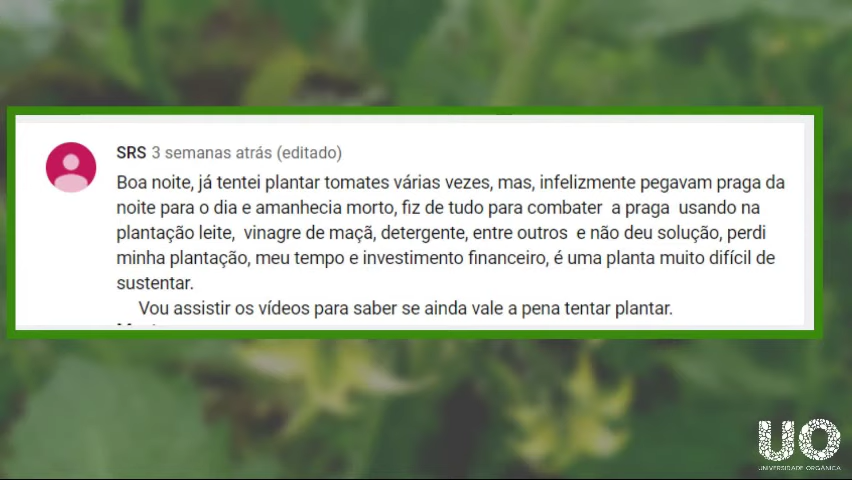 SRS 3 semanas atrás (editado)
Boa noite, já tentei plantar tomates várias vezes, mas, infelizmente pegavam praga da
noite para o dia e amanhecia morto, fiz de tudo para combater a praga usando na
plantação leite, vinagre de maçã, detergente, entre outros e não deu solução, perdi
minha plantação, meu tempo e investimento financeiro, é uma planta muito difícil de
sustentar.
Vou assistir os vídeos para saber se ainda vale a pena tentar plantar.
UO
UNIVERSIDADE ORGÂNICA